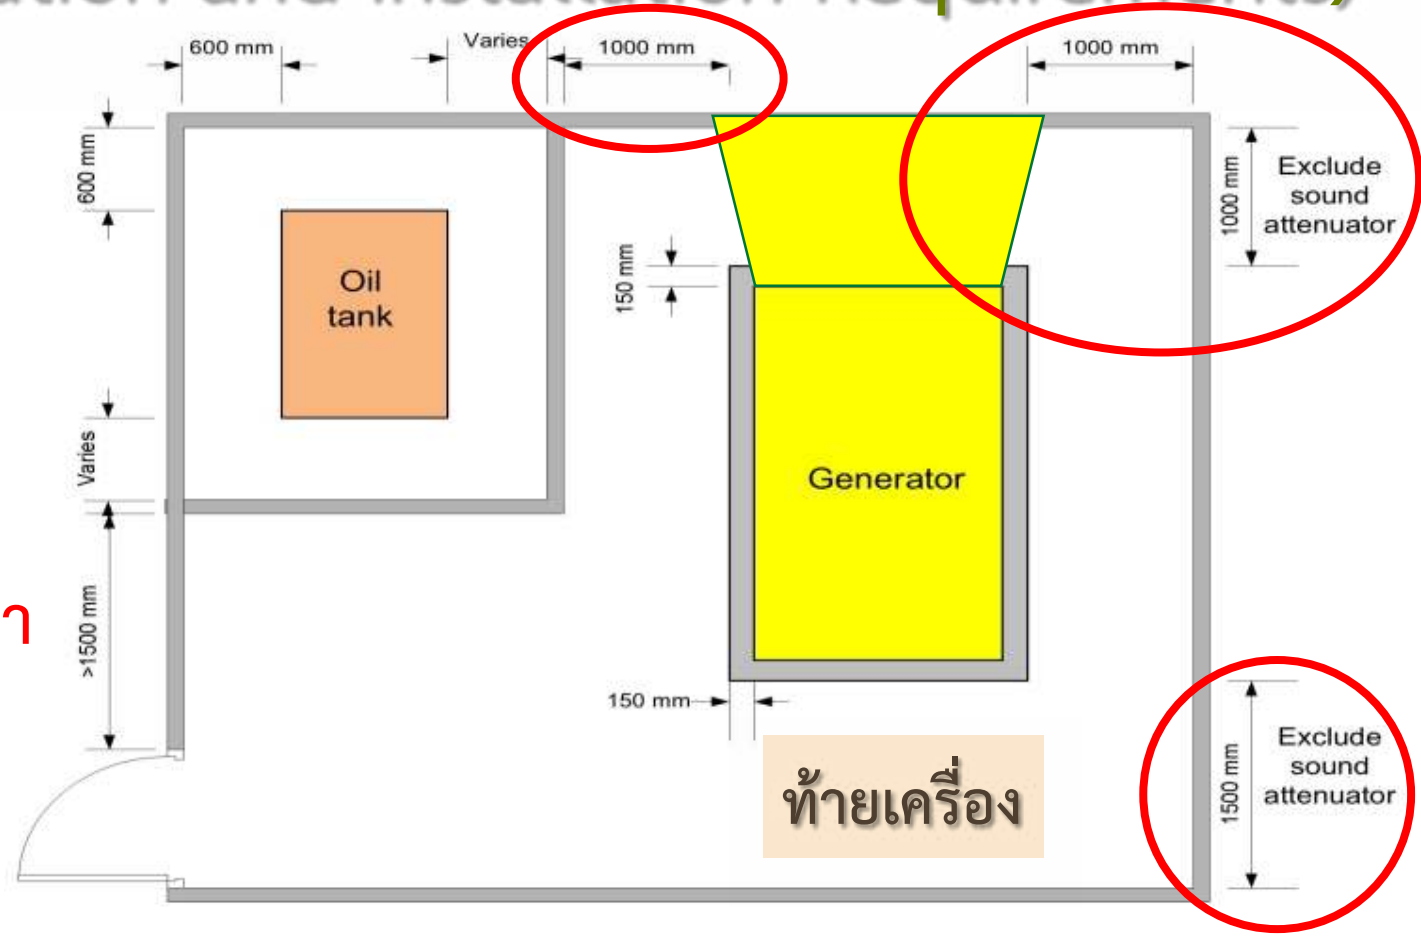 600 mm
Varies
1000 mm
1000 mm
600 mm
1000 mm
Exclude
sound
attenuator
150 mm
Oil
tank
Varies
Generator
>1500 mm
150 mm
ท้ายเครื่อง
1500 mm
Exclude
sound
attenuator